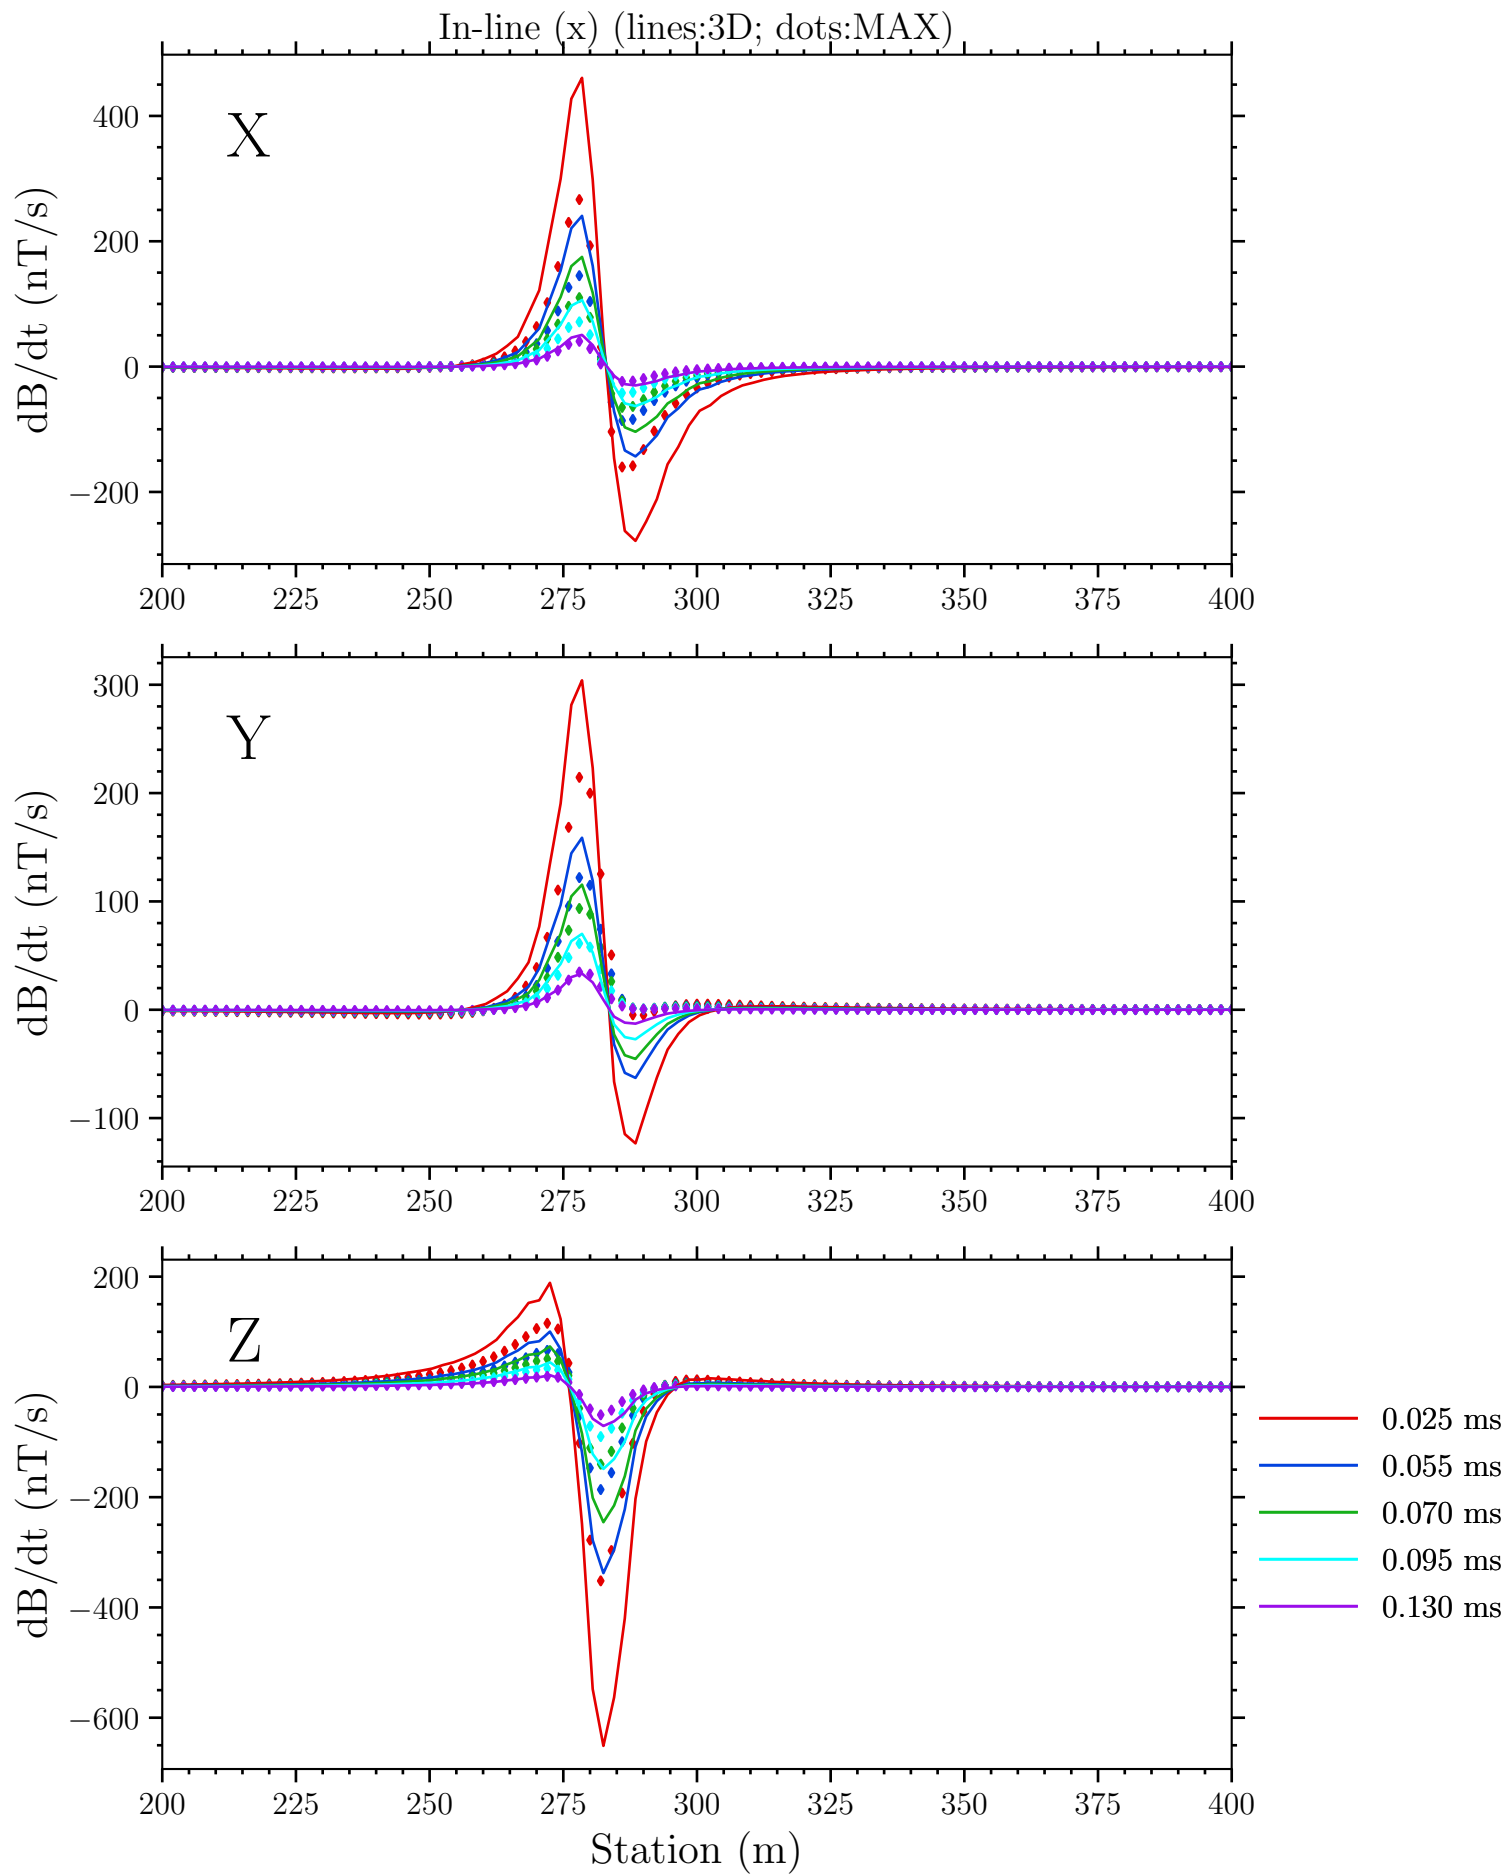 In-line (x) (lines:3D; dots:MAX)
X
dB/dt (nT/s)
400
200
0
−200
200 225 250 275 300 325 350 375 400
Y
dB/dt (nT/s)
300
200
100
0
−100
200 225 250 275 300 325 350 375 400
Z
dB/dt (nT/s)
200
0
−200
−400
−600
200 225 250 275 300 325 350 375 400
Station (m)
0.025 ms
0.055 ms
0.070 ms
0.095 ms
0.130 ms